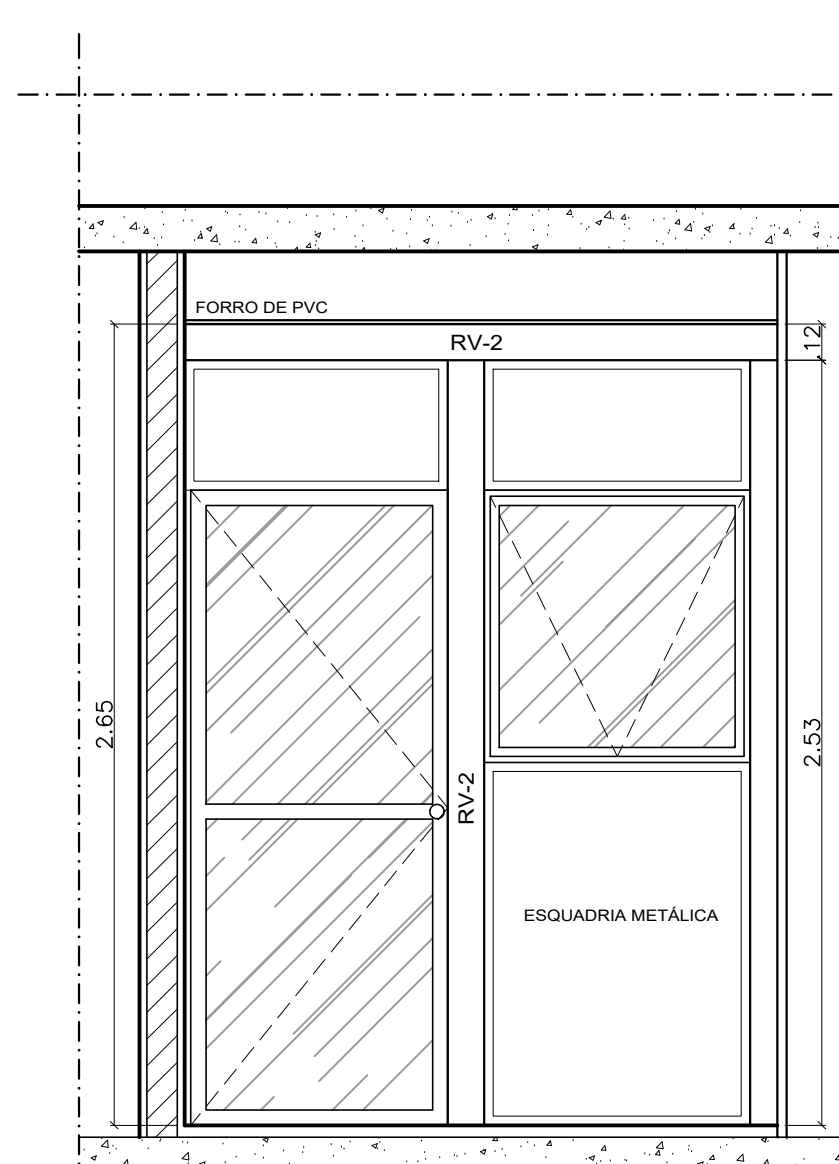 FORRO DE PVC
RV-2
.12
2.65
2.53
RV-2
ESQUADRIA METÁLICA